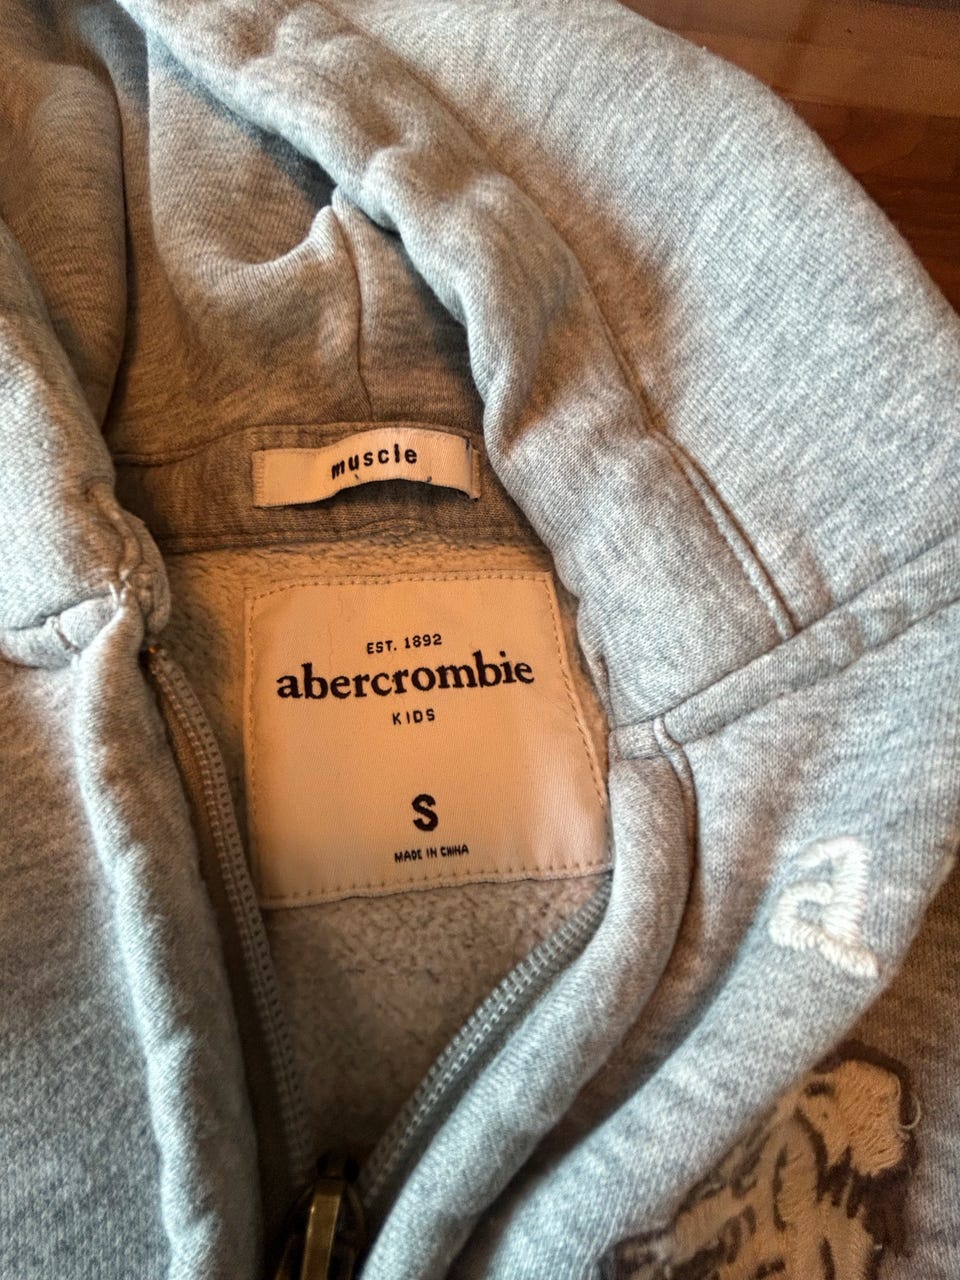 muscle
EST. 1892
abercrombie
KIDS
S
MADE IN CHINA
a